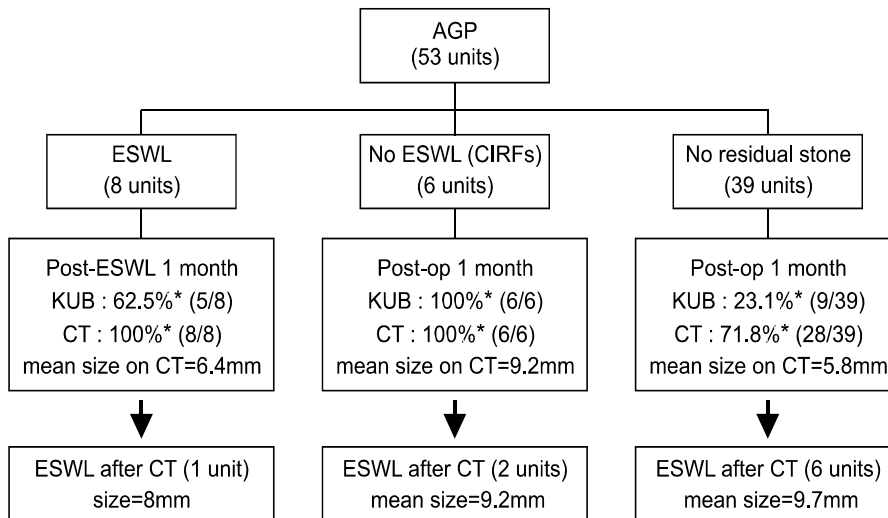 AGP
(53 units)
ESWL
(8 units)
No ESWL (CIRFs)
(6 units)
No residual stone
(39 units)
Post-ESWL 1 month
KUB : 62.5%* (5/8)
CT : 100%* (8/8)
mean size on CT=6.4mm
Post-op 1 month
KUB : 100%* (6/6)
CT : 100%* (6/6)
mean size on CT=9.2mm
Post-op 1 month
KUB : 23.1%* (9/39)
CT : 71.8%* (28/39)
mean size on CT=5.8mm
ESWL after CT (1 unit)
size=8mm
ESWL after CT (2 units)
mean size=9.2mm
ESWL after CT (6 units)
mean size=9.7mm